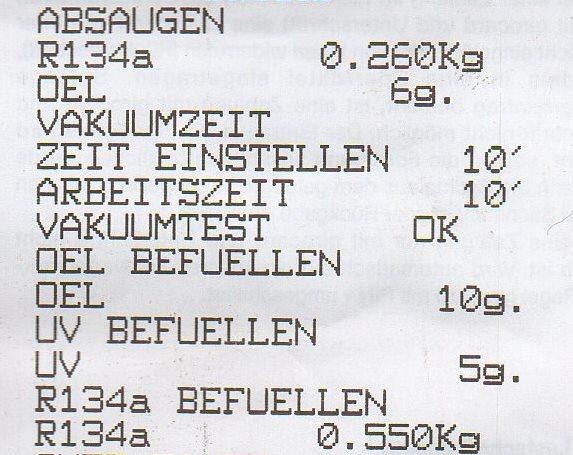 ABSAUGEN
R134a 0.260Kg
OEL 6g.
VAKUUMZEIT
ZEIT EINSTELLEN 10'
ARBEITSZEIT 10'
VAKUUMTEST OK
OEL BEFUELLEN
OEL 10g.
UV BEFUELLEN
UV 5g.
R134a BEFUELLEN
R134a 0.550Kg